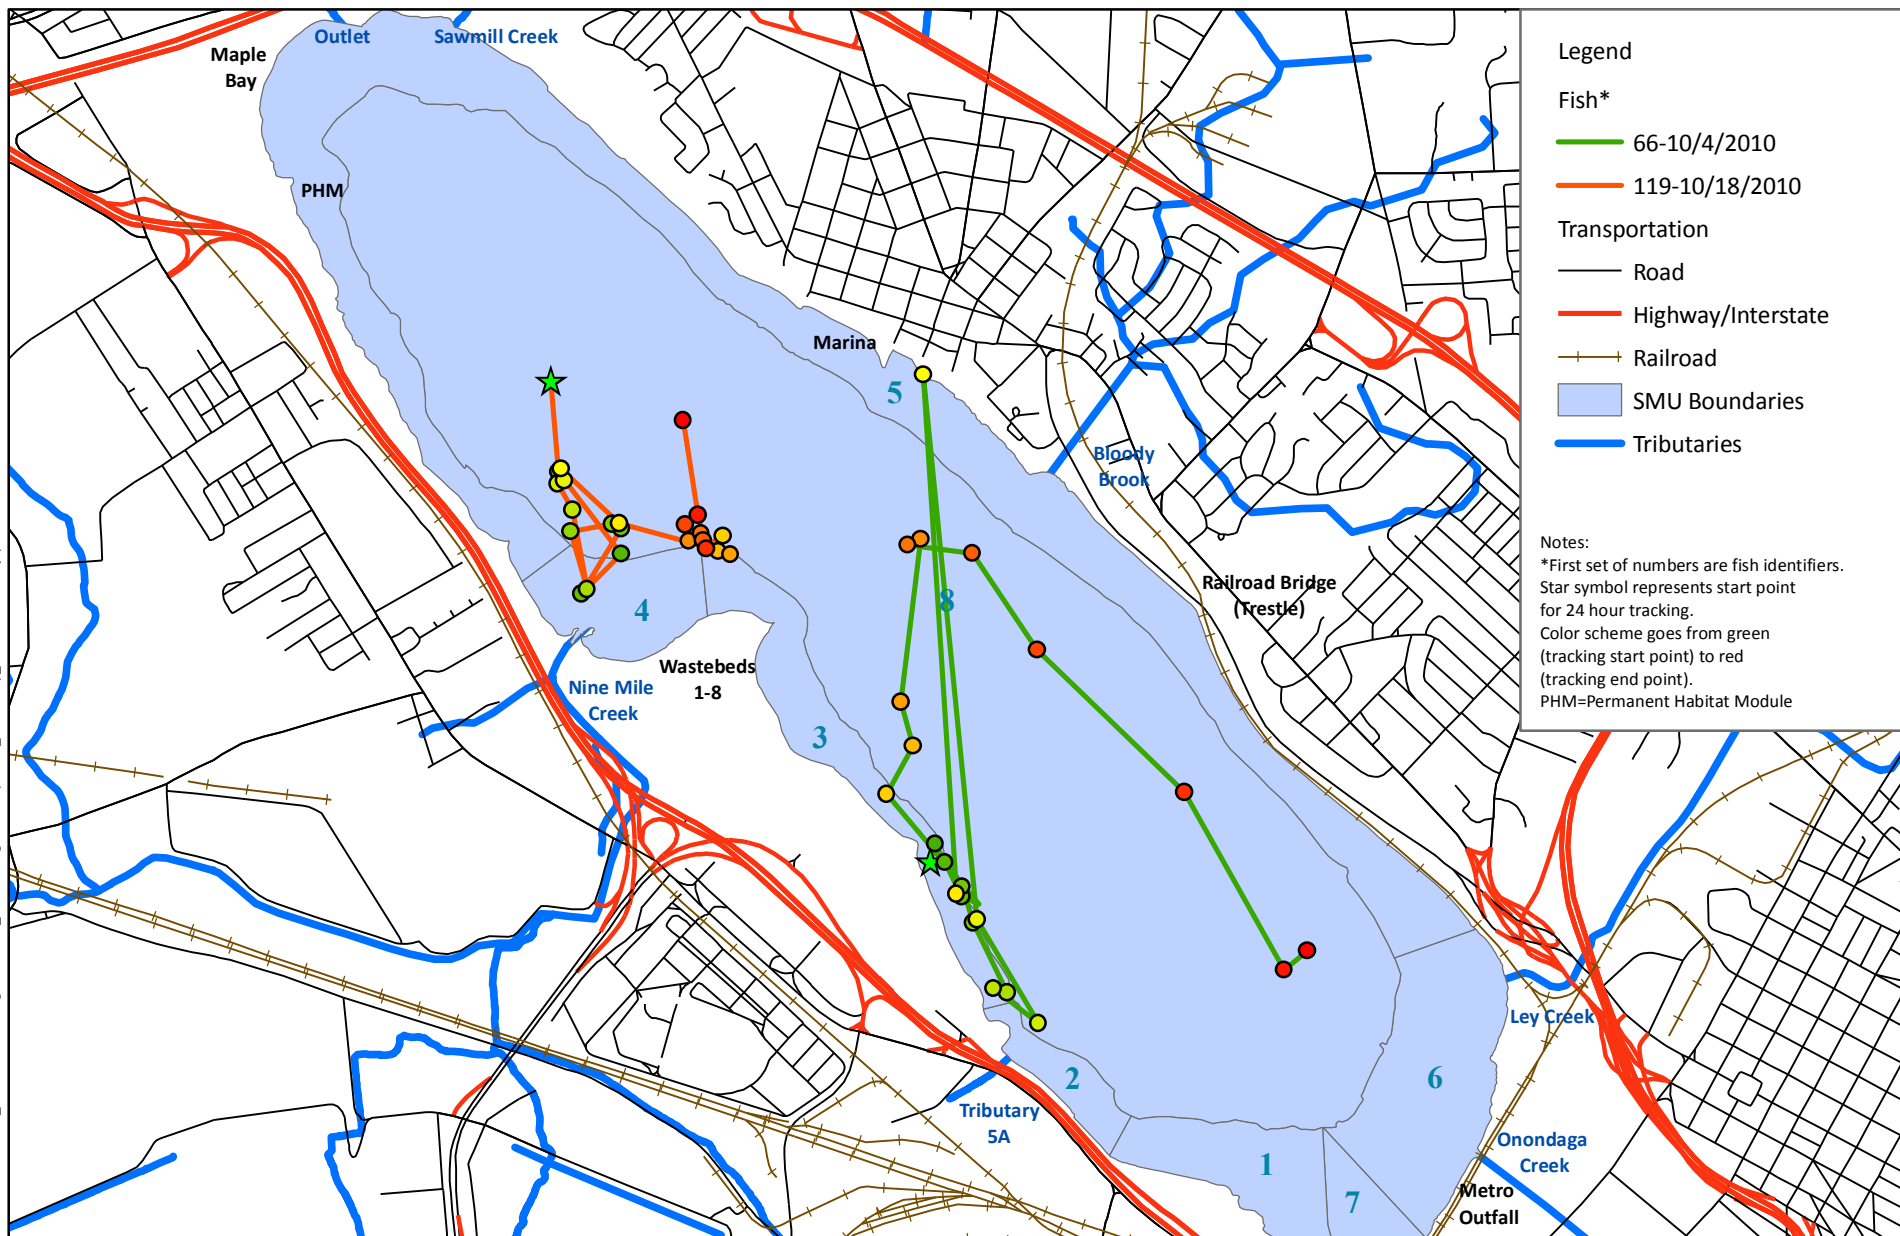 Outlet
Sawmill Creek
Maple
Bay
PHM
Marina
5
Bloody
Brook
8
Railroad Bridge
(Trestle)
4
Wastebeds
1-8
Nine Mile
Creek
3
Ley Creek
2
6
Tributary
5A
Onondaga
Creek
1
7
Metro
Outfall
Legend
Fish*
66-10/4/2010
119-10/18/2010
Transportation
Road
Highway/Interstate
Railroad
SMU Boundaries
Tributaries
Notes:
*First set of numbers are fish identifiers.
Star symbol represents start point
for 24 hour tracking.
Color scheme goes from green
(tracking start point) to red
(tracking end point).
PHM=Permanent Habitat Module